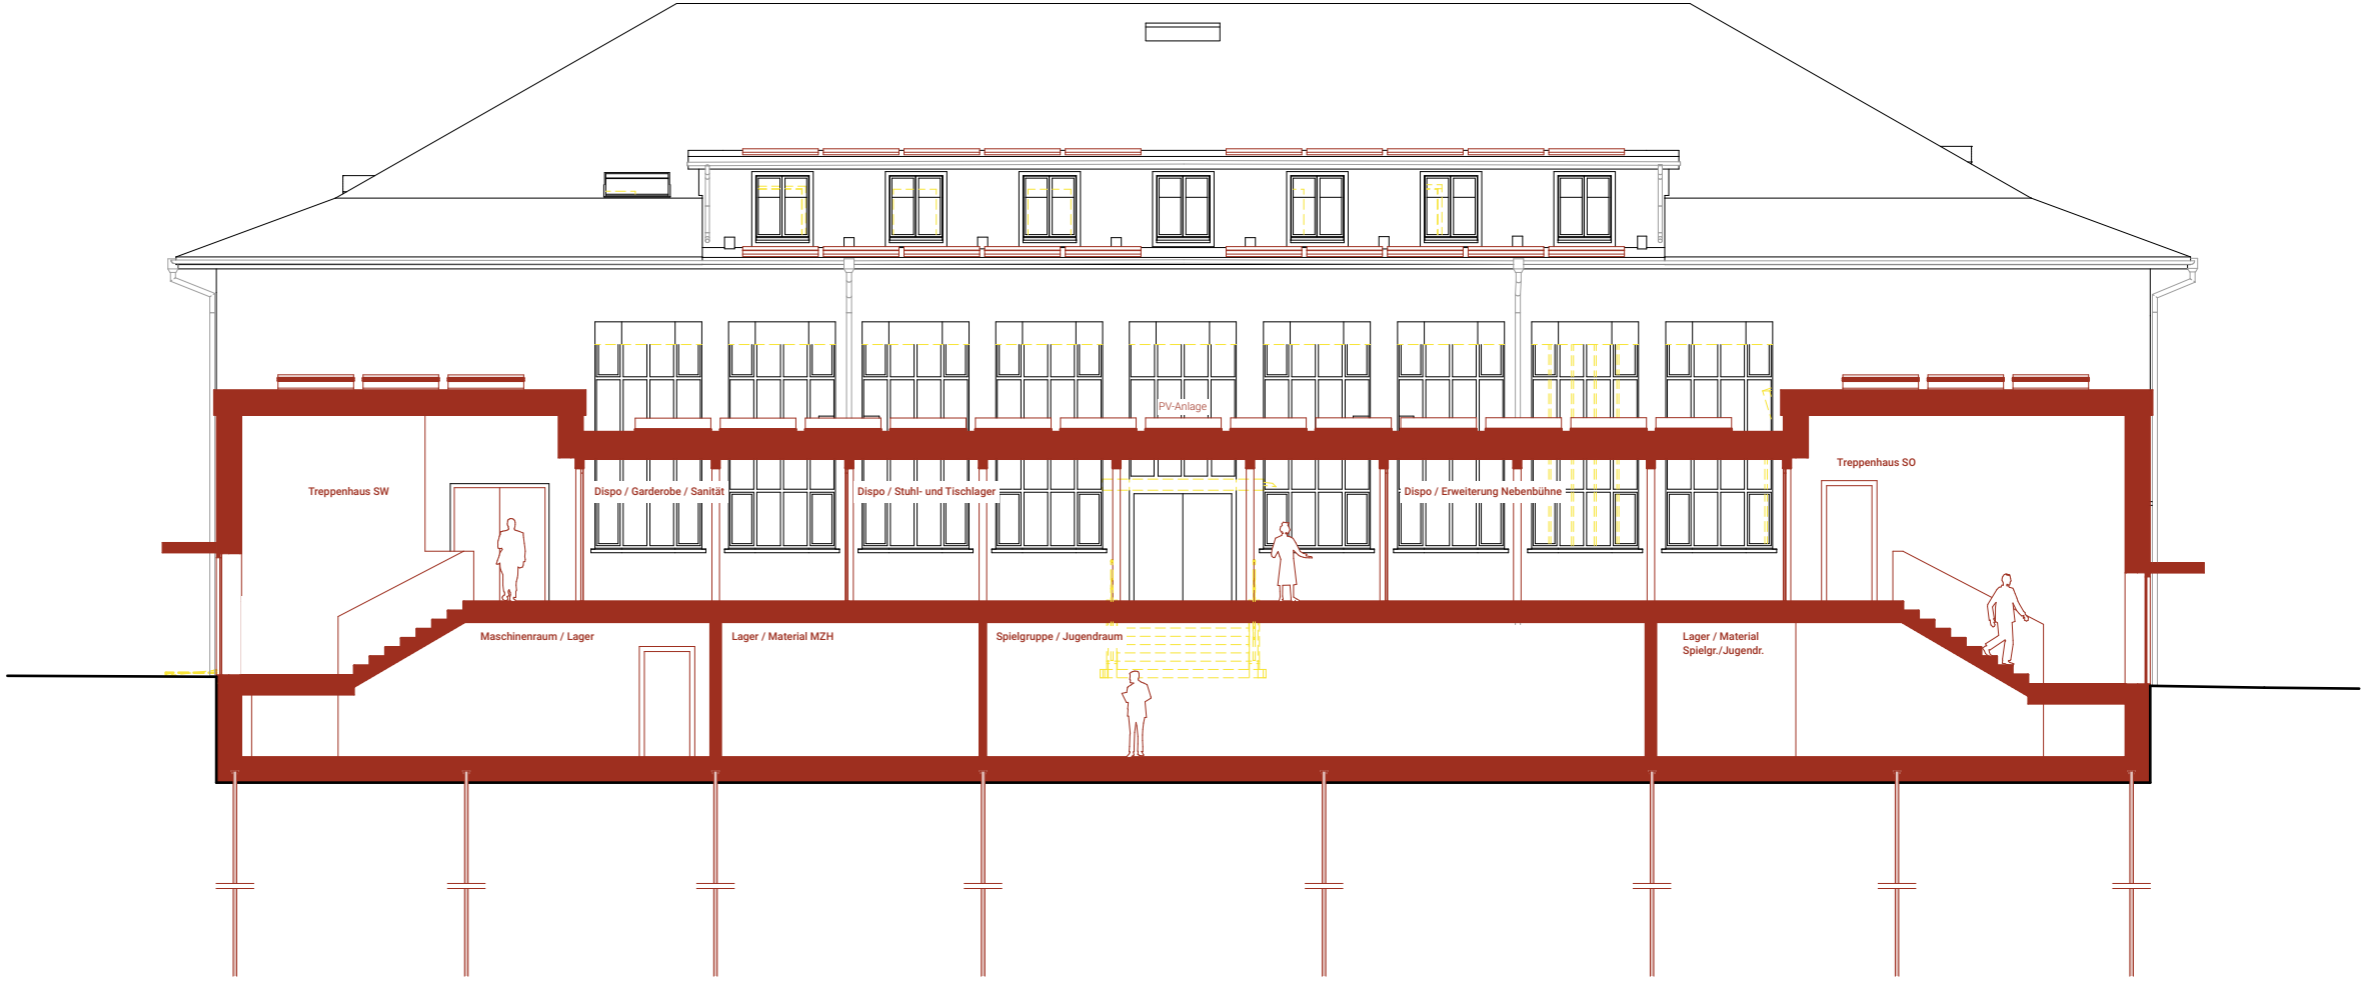 PV-Anlage
Treppenhaus SW
Dispo / Garderobe / Sanität
Dispo / Stuhl- und Tischlager
Dispo / Erweiterung Nebenbühne
Treppenhaus SO
Maschinenraum / Lager
Lager / Material MZH
Spielgruppe / Jugendraum
Lager / Material
Spielgr./Jugendr.